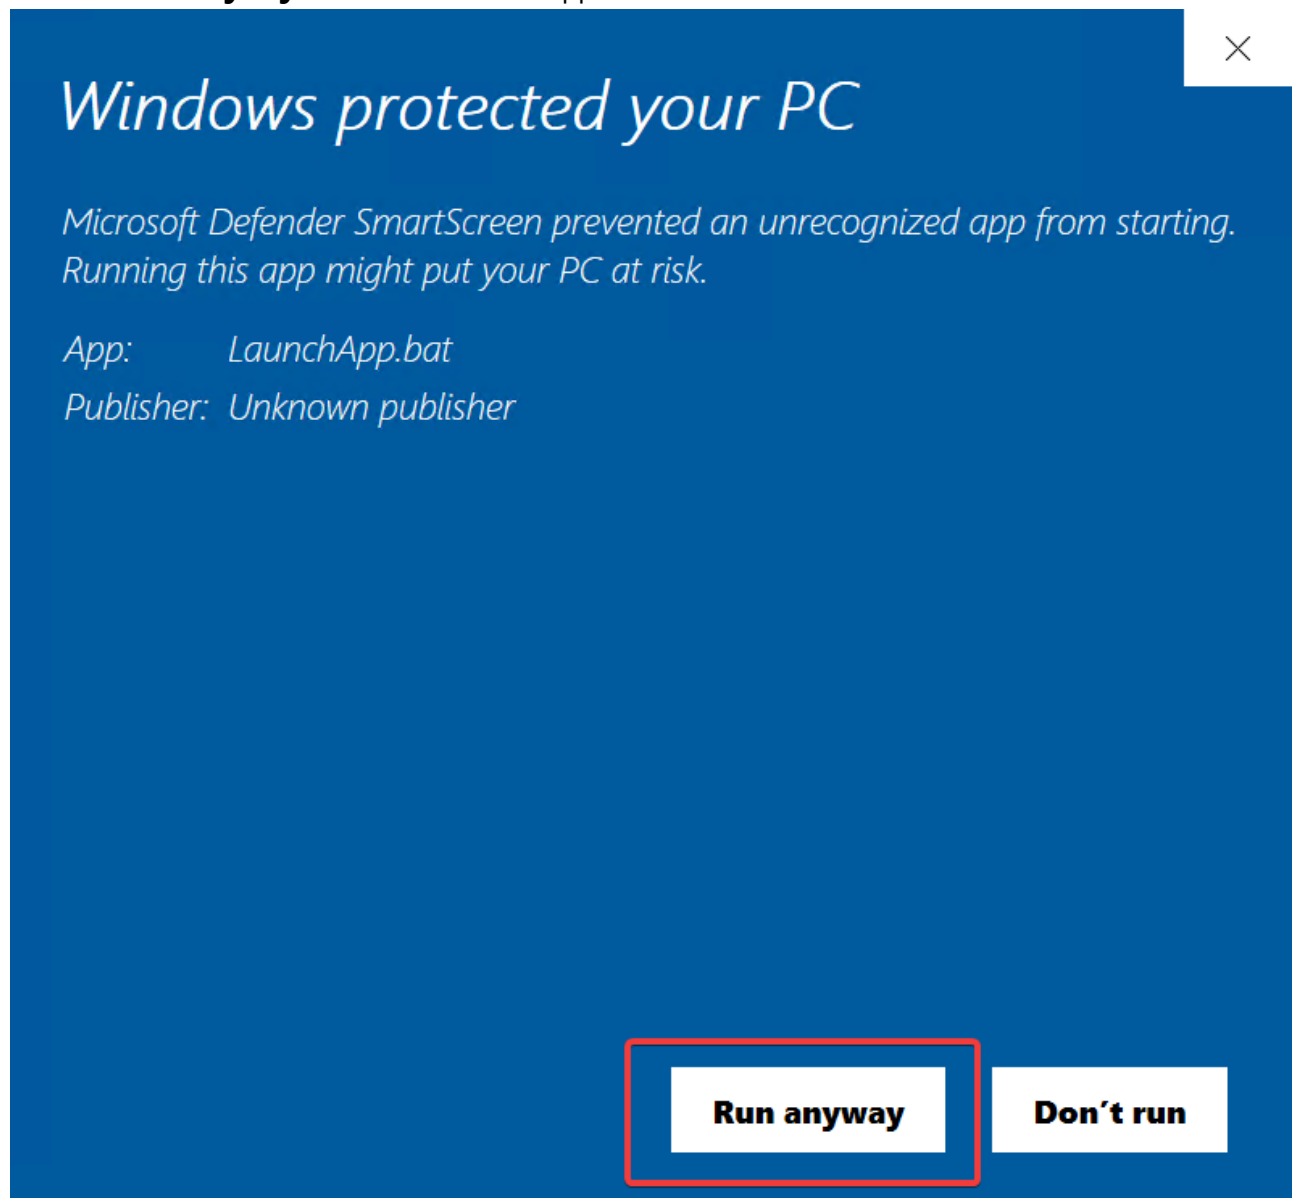 Windows protected your PC
Microsoft Defender SmartScreen prevented an unrecognized app from starting.
Running this app might put your PC at risk.
App: LaunchApp.bat
Publisher: Unknown publisher
Run anyway
Don't run